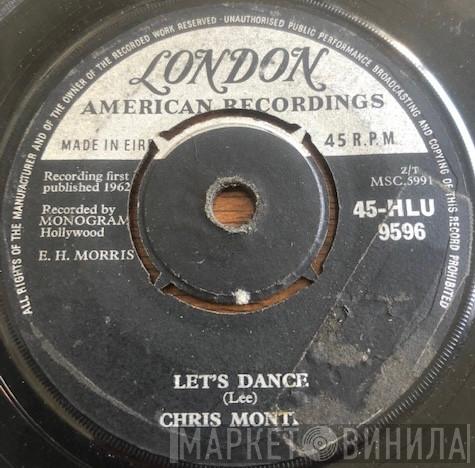 ALL RIGHTS OF THE MANUFACTURER AND OF THE OWNER OF THE RECORDED WORK RESERVED · UNAUTHORISED PUBLIC PERFORMANCE BROADCASTING AND COPYING OF THIS RECORD PROHIBITED
LONDON
AMERICAN RECORDINGS
MADE IN EIR
45 R.P.M.
Recording first
published 1962
Recorded by
MONOGRAM
Hollywood
E. H. MORRIS
Z/T
MSC.5991
45-HLU
9596
LET'S DANCE
(Lee)
CHRIS MONT
МАРКЕТ ВИНИЛА